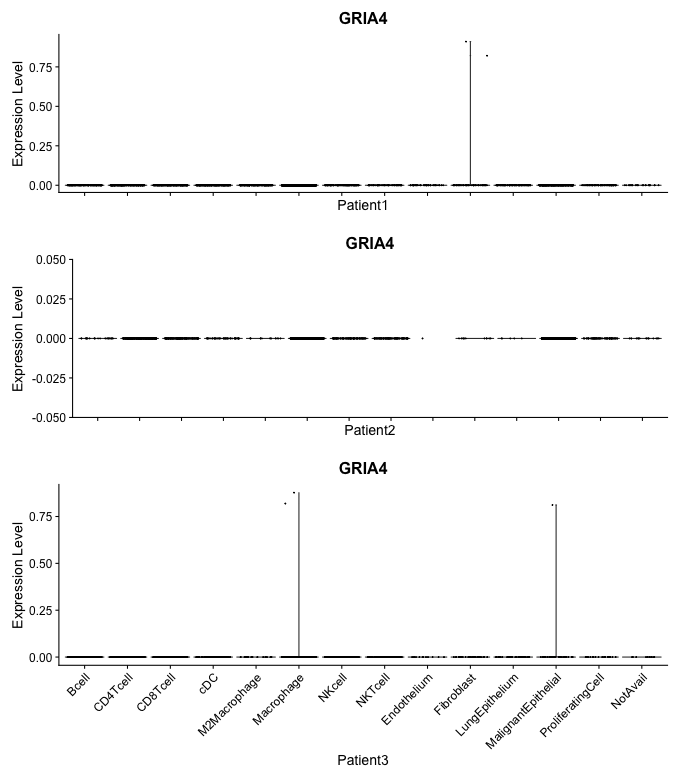 GRIA4
Expression Level
0.75
0.50
0.25
0.00
Patient1
GRIA4
Expression Level
0.050
0.025
0.000
-0.025
-0.050
Patient2
GRIA4
Expression Level
0.75
0.50
0.25
0.00
Bcell
CD4Tcell
CD8Tcell
cDC
M2Macrophage
Macrophage
NKcell
NKTcell
Endothelium
Fibroblast
LungEpithelium
MalignantEpithelial
ProliferatingCell
NotAvail
Patient3